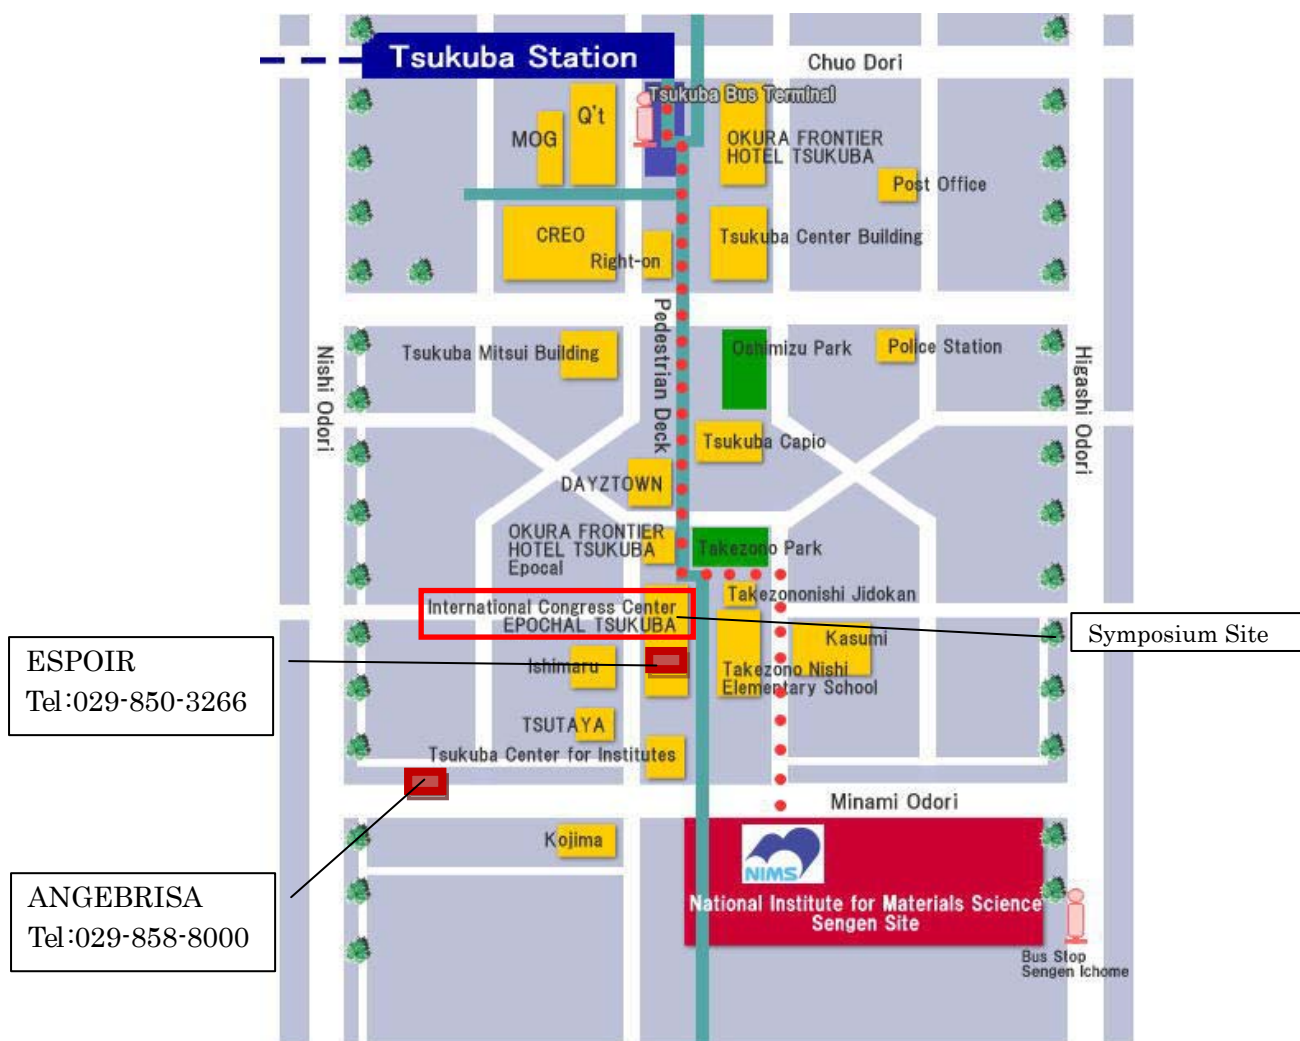 Tsukuba Station
Chuo Dori
Tsukuba Bus Terminal
Q't
MOG
OKURA FRONTIER
HOTEL TSUKUBA
Post Office
CREO
Right-on
Tsukuba Center Building
Pedestrian Deck
Nishi Odori
Higashi Odori
Tsukuba Mitsui Building
Oshimizu Park
Police Station
Tsukuba Capio
DAYZTOWN
OKURA FRONTIER
HOTEL TSUKUBA
Epocal
Takezono Park
Takezononishi Jidokan
International Congress Center
EPOCHAL TSUKUBA
Symposium Site
Kasumi
ESPOIR
Tel:029-850-3266
Ishimaru
Takezono Nishi
Elementary School
TSUTAYA
Tsukuba Center for Institutes
Minami Odori
Kojima
NIMS
ANGEBRISA
Tel:029-858-8000
National Institute for Materials Science
Sengen Site
Bus Stop
Sengen Ichome